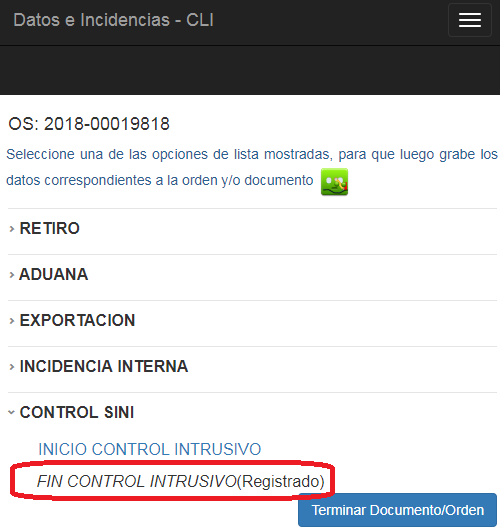 Datos e Incidencias - CLI
OS: 2018-00019818
Seleccione una de las opciones de lista mostradas, para que luego grabe los
datos correspondientes a la orden y/o documento
RETIRO
ADUANA
EXPORTACION
INCIDENCIA INTERNA
CONTROL SINI
INICIO CONTROL INTRUSIVO
FIN CONTROL INTRUSIVO(Registrado)
Terminar Documento/Orden